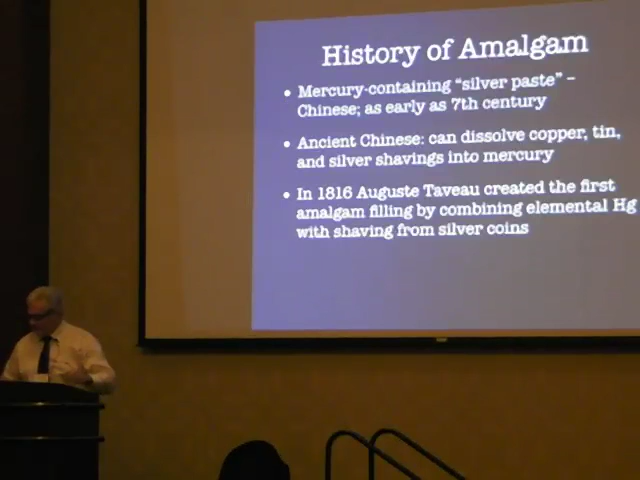 History of Amalgam
• Mercury-containing “silver paste” –
Chinese; as early as 7th century
• Ancient Chinese: can dissolve copper, tin,
and silver shavings into mercury
• In 1816 Auguste Taveau created the first
amalgam filling by combining elemental Hg
with shaving from silver coins